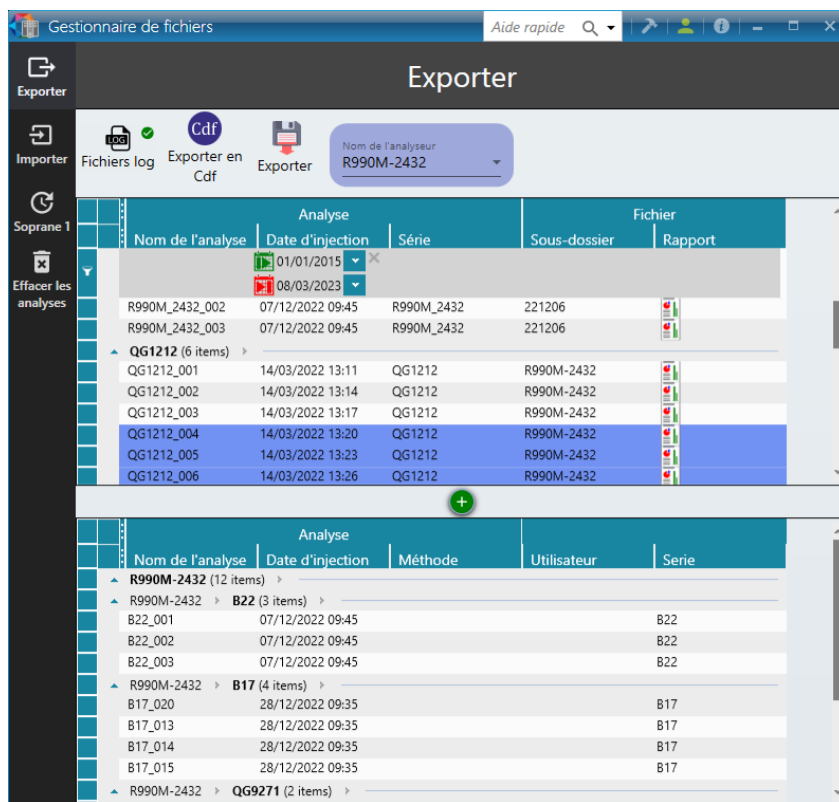 Gestionnaire de fichiers
Aide rapide
Exporter
Exporter
Importer
Soprane 1
Effacer les
analyses
LOG
Fichiers log
Cdf
Exporter en
Cdf
Exporter
Nom de l'analyseur
R990M-2432
Analyse Fichier
Nom de l'analyse Date d'injection Série Sous-dossier Rapport
01/01/2015
08/03/2023
R990M_2432_002 07/12/2022 09:45 R990M_2432 221206
R990M_2432_003 07/12/2022 09:45 R990M_2432 221206
QG1212 (6 items)
QG1212_001 14/03/2022 13:11 QG1212 R990M-2432
QG1212_002 14/03/2022 13:14 QG1212 R990M-2432
QG1212_003 14/03/2022 13:17 QG1212 R990M-2432
QG1212_004 14/03/2022 13:20 QG1212 R990M-2432
QG1212_005 14/03/2022 13:23 QG1212 R990M-2432
QG1212_006 14/03/2022 13:26 QG1212 R990M-2432
Analyse
Nom de l'analyse Date d'injection Méthode Utilisateur Serie
R990M-2432 (12 items)
R990M-2432 B22 (3 items)
B22_001 07/12/2022 09:45 B22
B22_002 07/12/2022 09:45 B22
B22_003 07/12/2022 09:45 B22
R990M-2432 B17 (4 items)
B17_020 28/12/2022 09:35 B17
B17_013 28/12/2022 09:35 B17
B17_014 28/12/2022 09:35 B17
B17_015 28/12/2022 09:35 B17
R990M-2432 QG9271 (2 items)